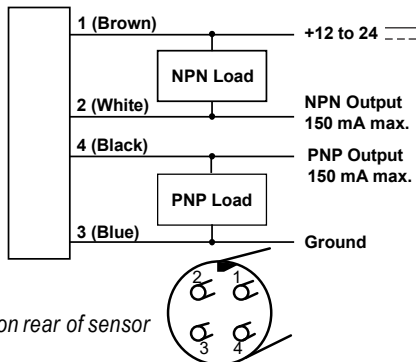 1 (Brown)
+12 to 24
NPN Load
2 (White)
NPN Output
150 mA max.
4 (Black)
PNP Output
150 mA max.
PNP Load
3 (Blue)
Ground
2 1
on rear of sensor
3 4